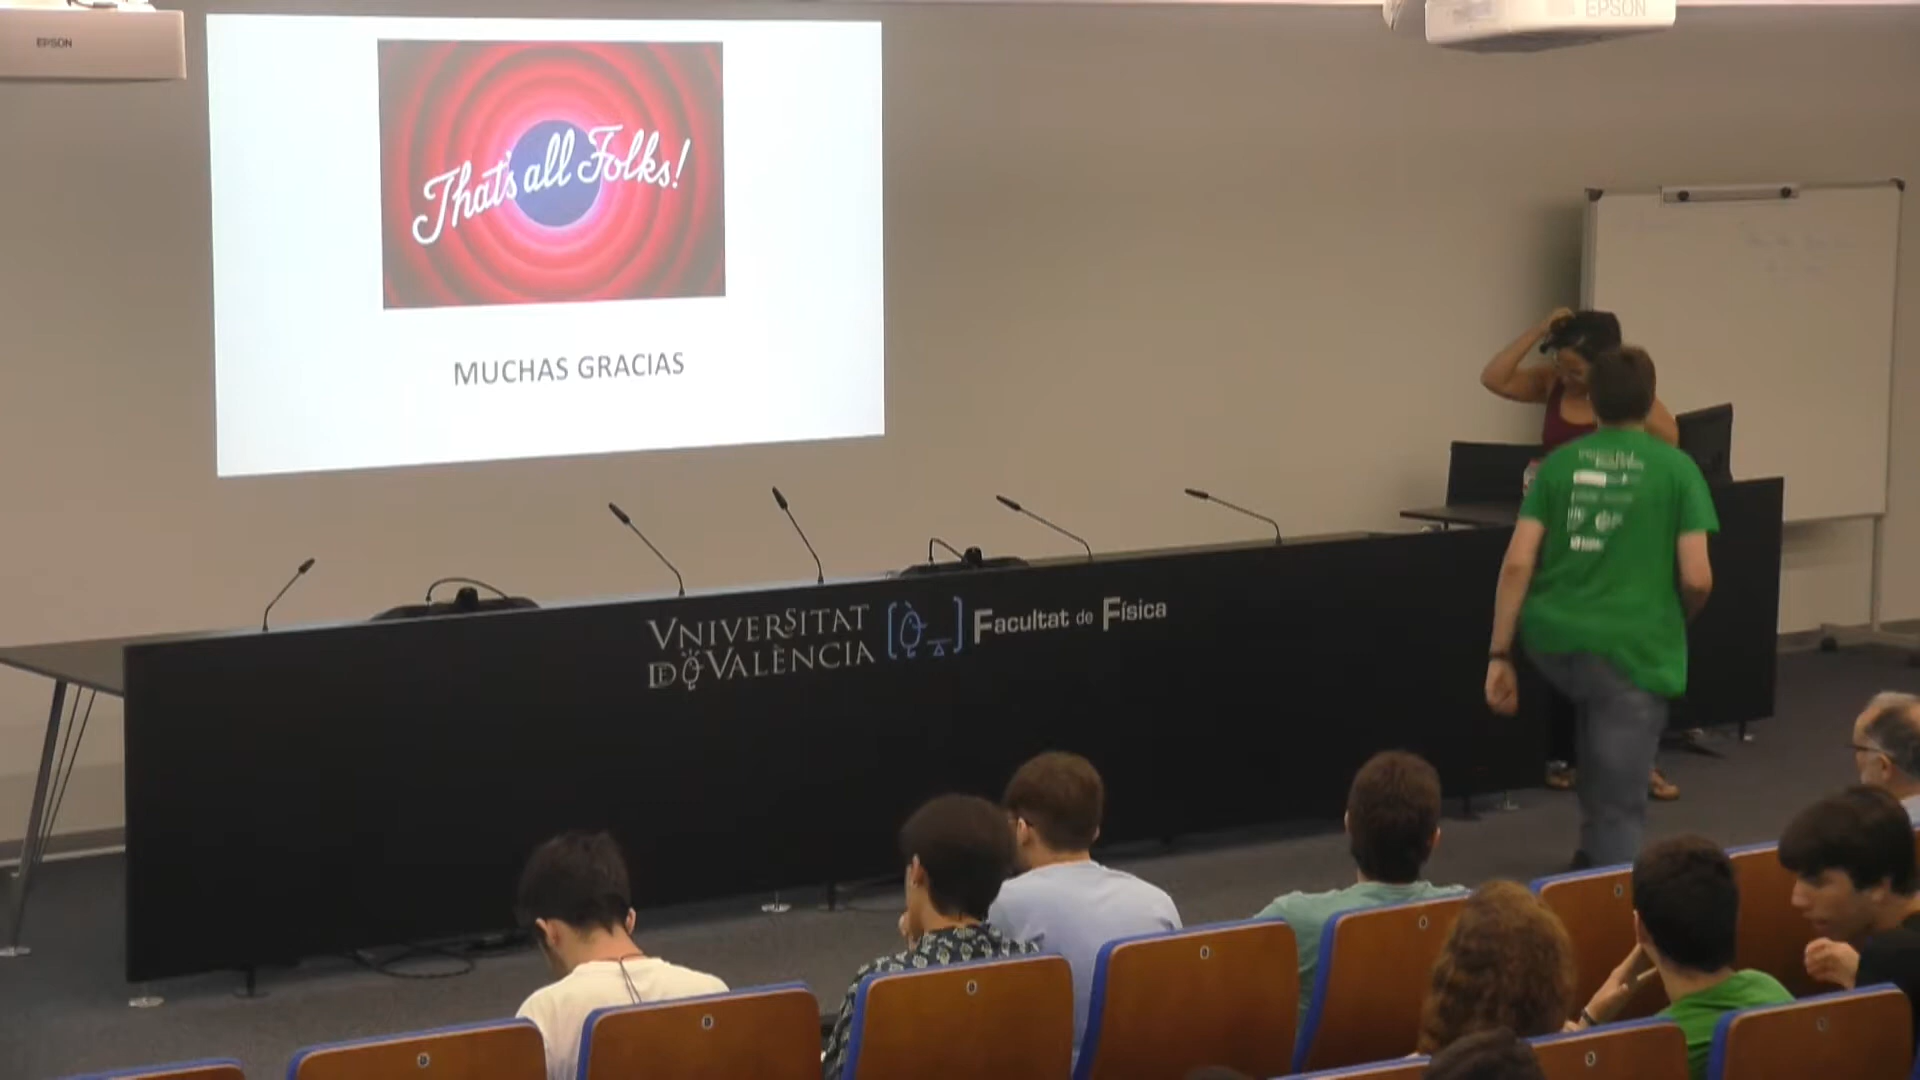 EPSON
EPSON
That's all Folks!
MUCHAS GRACIAS
VNIVERSITAT
DE VALÈNCIA
Facultat de Física